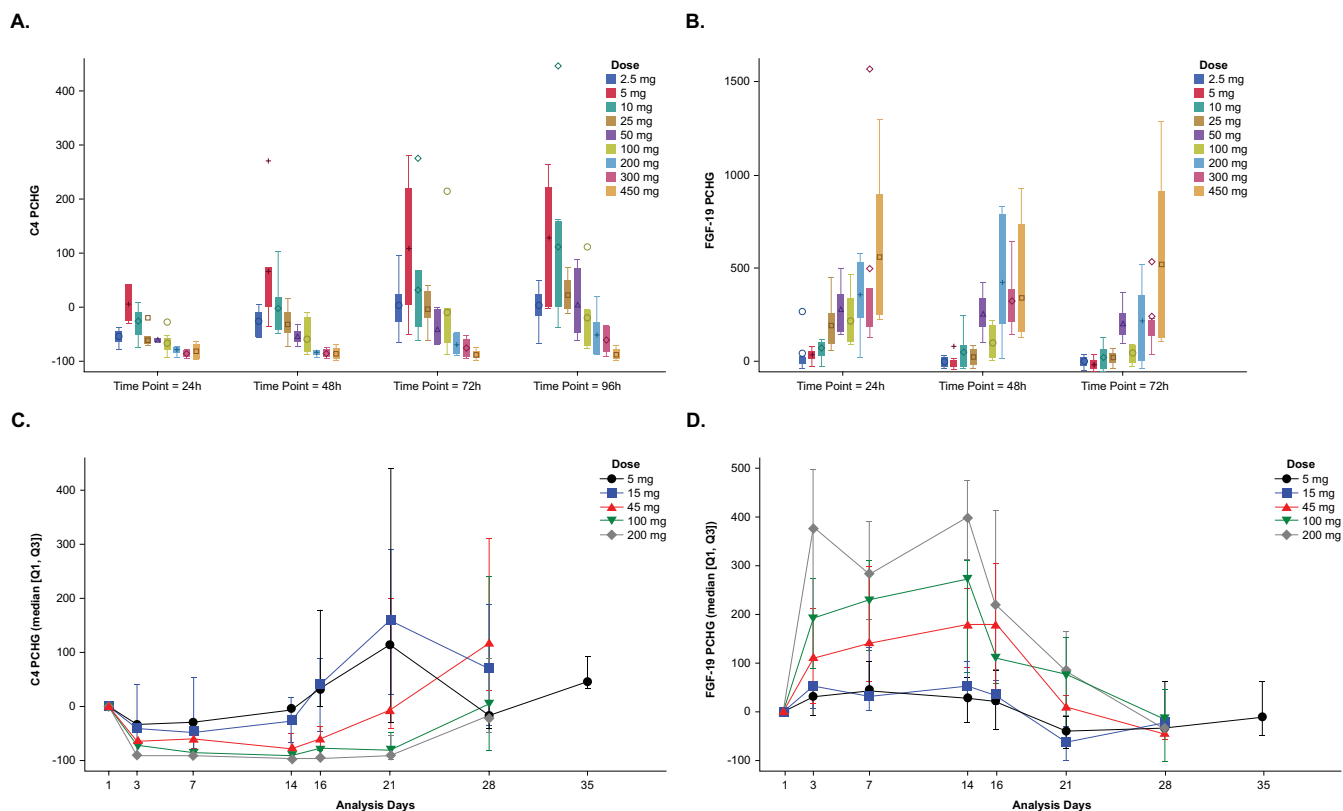 A.
C4 PCHG
400
300
200
100
0
-100
Time Point = 24h
Time Point = 48h
Time Point = 72h
Time Point = 96h
Dose
2.5 mg
5 mg
10 mg
25 mg
50 mg
100 mg
200 mg
300 mg
450 mg
B.
FGF-19 PCHG
1500
1000
500
0
Time Point = 24h
Time Point = 48h
Time Point = 72h
Dose
2.5 mg
5 mg
10 mg
25 mg
50 mg
100 mg
200 mg
300 mg
450 mg
C.
C4 PCHG (median [Q1, Q3])
400
300
200
100
0
-100
1
3
7
14
16
21
28
35
Analysis Days
Dose
5 mg
15 mg
45 mg
100 mg
200 mg
D.
FGF-19 PCHG (median [Q1, Q3])
500
400
300
200
100
0
-100
1
3
7
14
16
21
28
35
Analysis Days
Dose
5 mg
15 mg
45 mg
100 mg
200 mg